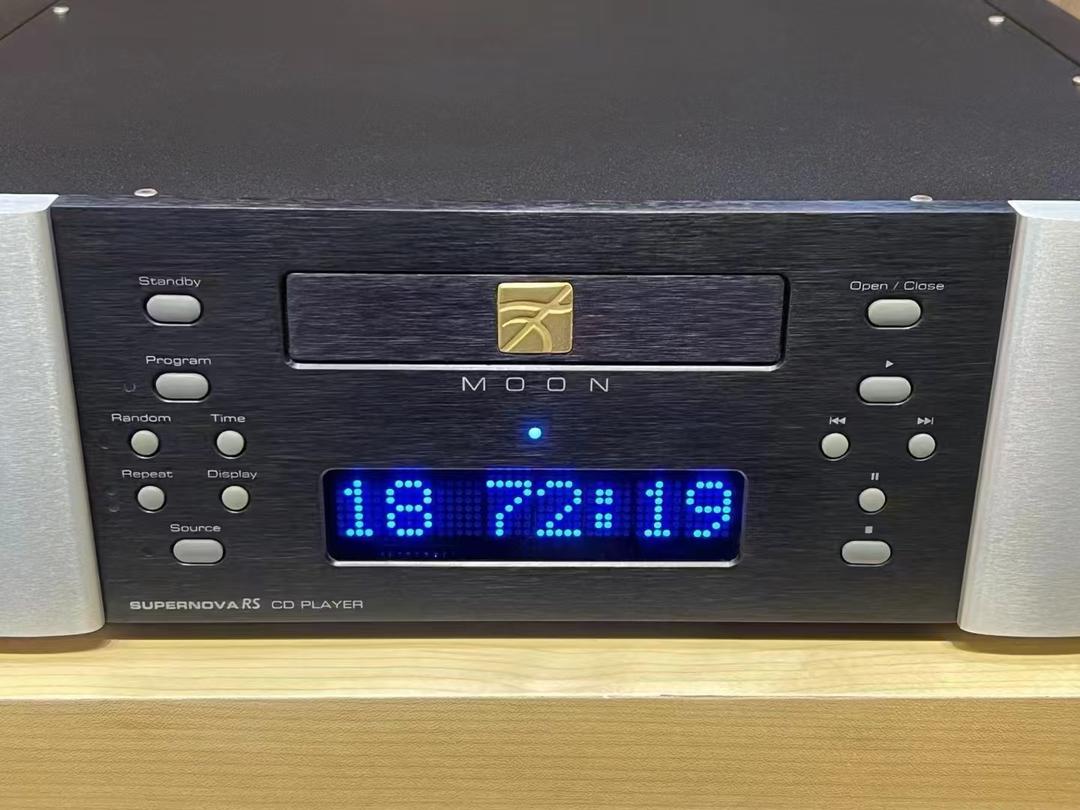 Standby
Open / Close
Program
MOON
Random Time
Repeat Display
18 72:19
Source
SUPERNOVA RS CD PLAYER